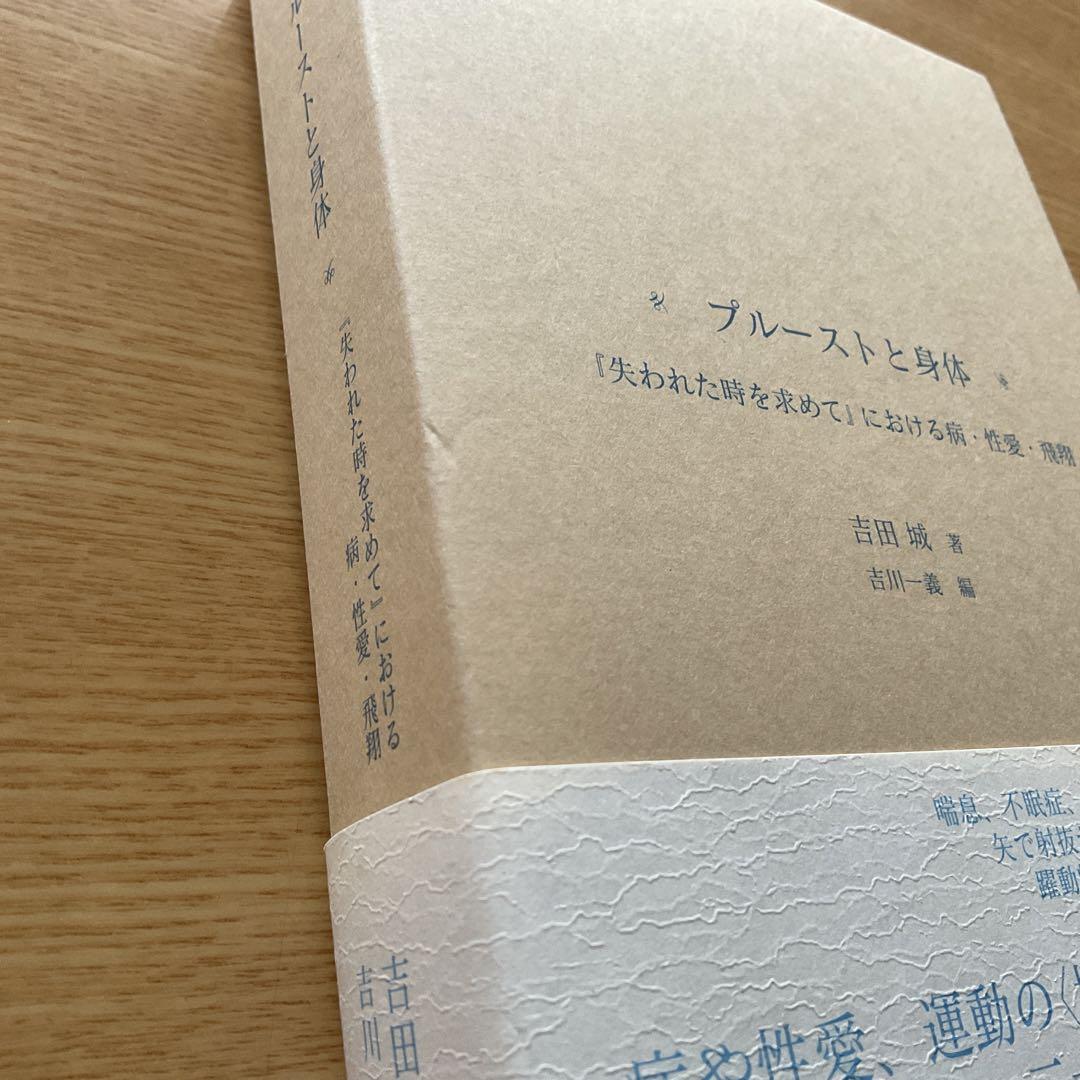 プルーストと身体
『失われた時を求めて』における病・性愛・飛翔
吉田 城 著
吉川一義 編
喘息、不眠症、
矢で射抜
躍動
運動の
病や性愛、
ルーストと身体
『失われた時を求めて』における
病・性愛・飛翔
吉田
吉川